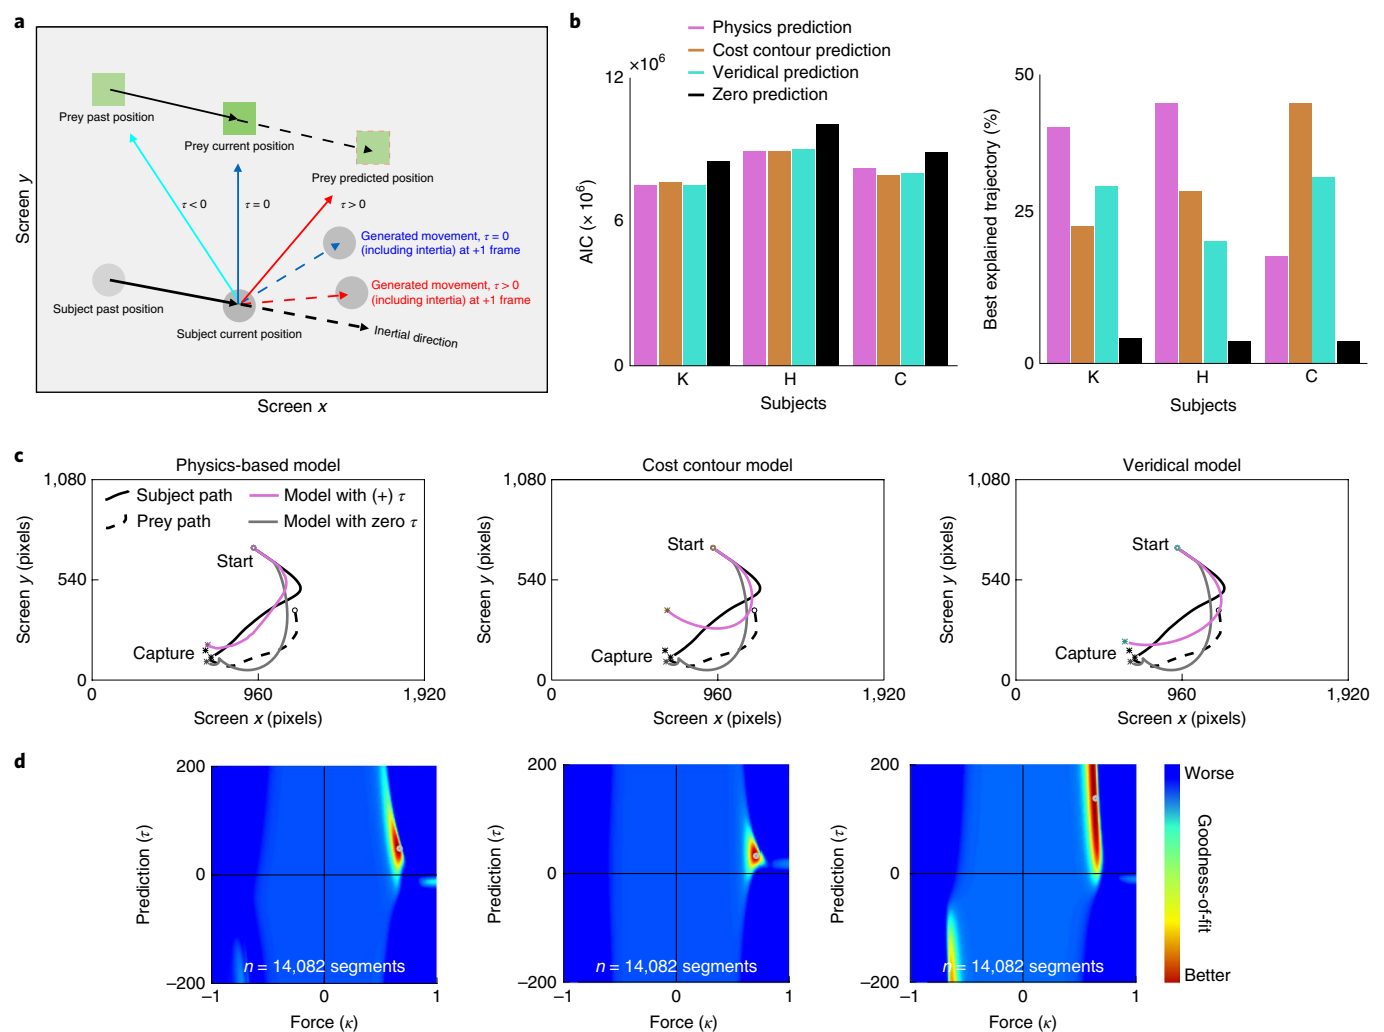 a
Screen y
Prey past position
Prey current position
Prey predicted position
τ < 0
τ = 0
τ > 0
Generated movement, τ = 0
(including intertia) at +1 frame
Generated movement, τ > 0
(including intertia) at +1 frame
Subject past position
Subject current position
Inertial direction
Screen x
b
Physics prediction
Cost contour prediction
Veridical prediction
Zero prediction
×10⁶
12
6
0
AIC (× 10⁶)
K
H
C
Subjects
50
25
0
Best explained trajectory (%)
K
H
C
Subjects
c
Physics-based model
1,080
540
0
Screen y (pixels)
Subject path
Prey path
Model with (+) τ
Model with zero τ
Start
Capture
0
960
1,920
Screen x (pixels)
Cost contour model
1,080
540
0
Screen y (pixels)
Start
Capture
0
960
1,920
Screen x (pixels)
Veridical model
1,080
540
0
Screen y (pixels)
Start
Capture
0
960
1,920
Screen x (pixels)
d
200
0
−200
Prediction (τ)
n = 14,082 segments
−1
0
1
Force (κ)
200
0
−200
Prediction (τ)
n = 14,082 segments
−1
0
1
Force (κ)
200
0
−200
Prediction (τ)
n = 14,082 segments
−1
0
1
Force (κ)
Worse
Goodness-of-fit
Better